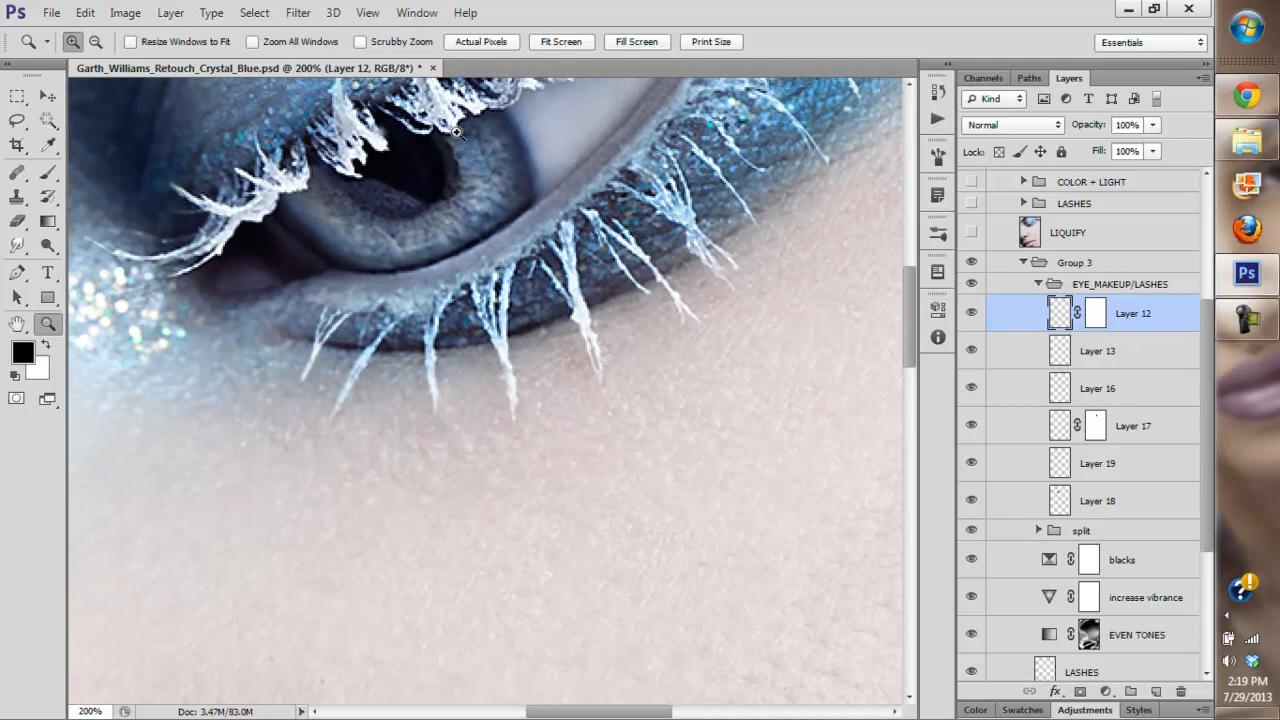 Ps File Edit Image Layer Type Select Filter 3D View Window Help
Resize Windows to Fit Zoom All Windows Scrubby Zoom Actual Pixels Fit Screen Fill Screen Print Size Essentials
Garth_Williams_Retouch_Crystal_Blue.psd @ 200% (Layer 12, RGB/8*) * ×
Channels Paths Layers
Kind
Normal Opacity: 100%
Lock: Fill: 100%
COLOR + LIGHT
LASHES
LIQUIFY
Group 3
EYE_MAKEUP/LASHES
Layer 12
Layer 13
Layer 16
Layer 17
Layer 19
Layer 18
split
blacks
increase vibrance
EVEN TONES
LASHES
fx
Color Swatches Adjustments Styles
200% Doc: 3.47M/83.0M
Ps
2:19 PM
7/29/2013